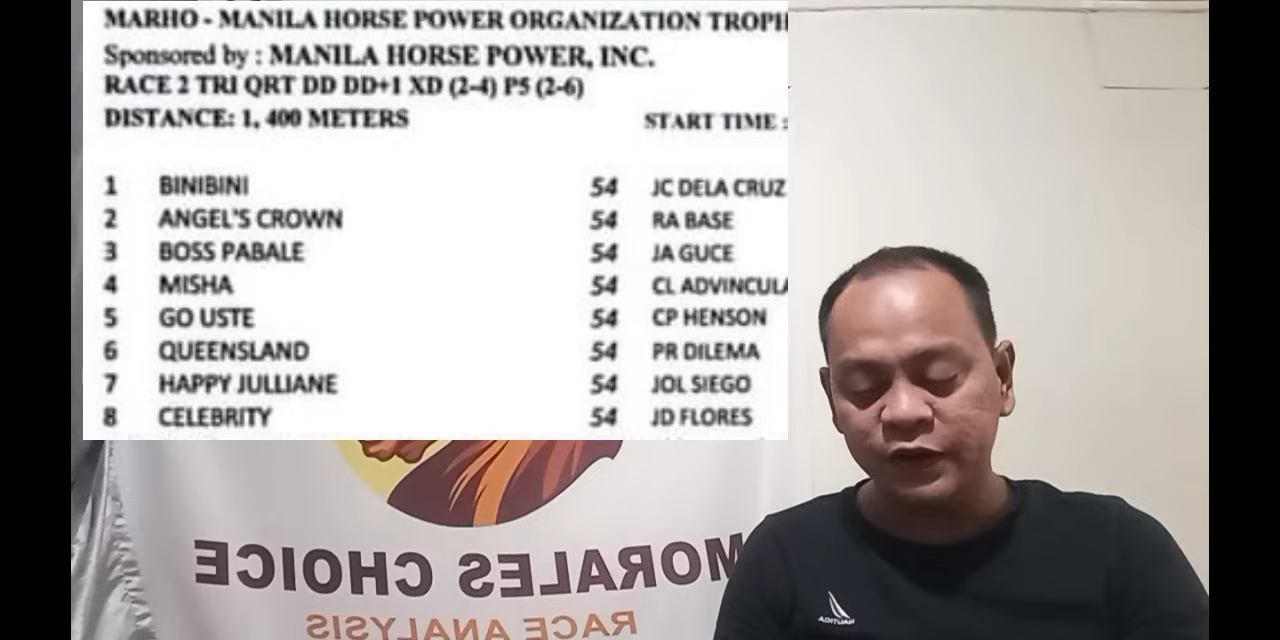 MARHO - MANILA HORSE POWER ORGANIZATION TROPH
Sponsored by : MANILA HORSE POWER, INC.
RACE 2 TRI QRT DD DD+1 XD (2-4) P5 (2-6)
DISTANCE: 1, 400 METERS START TIME :
1 BINIBINI 54 JC DELA CRUZ
2 ANGEL'S CROWN 54 RA BASE
3 BOSS PABALE 54 JA GUCE
4 MISHA 54 CL ADVINCULA
5 GO USTE 54 CP HENSON
6 QUEENSLAND 54 PR DILEMA
7 HAPPY JULLIANE 54 JOL SIEGO
8 CELEBRITY 54 JD FLORES
MORALES CHOICE
RACE ANALYSIS
NAUTICA